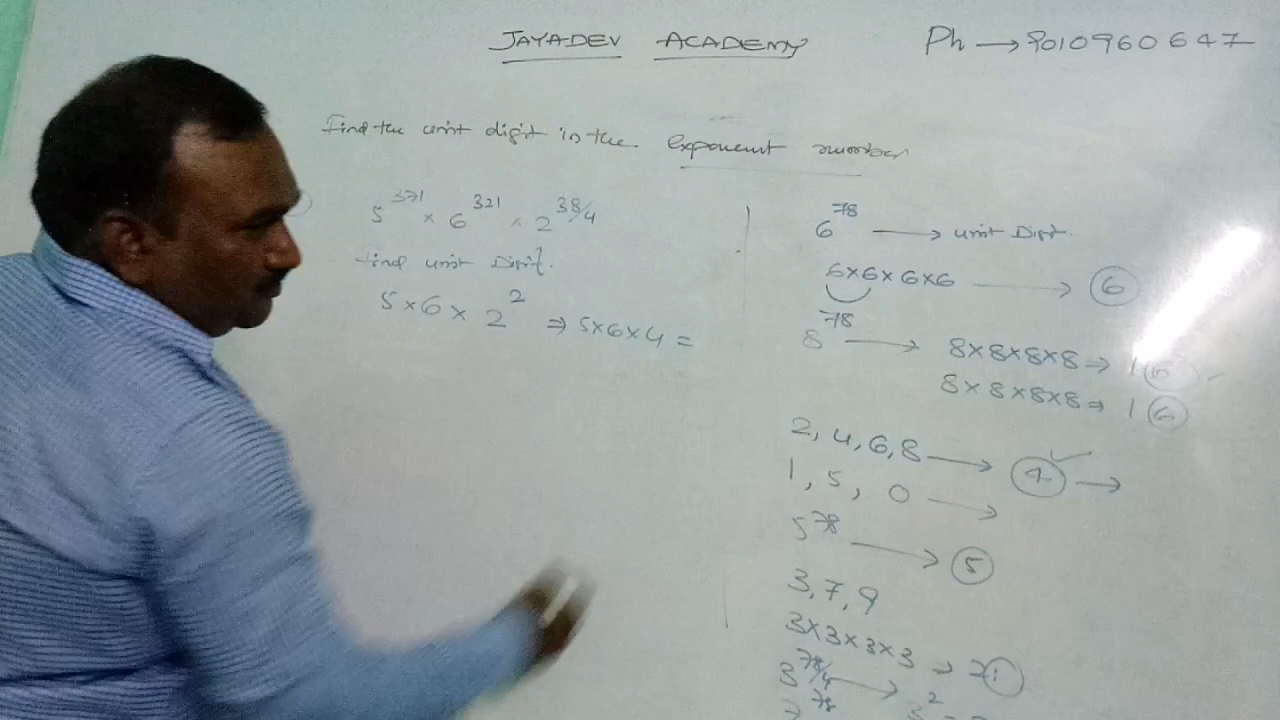 JAYADEV ACADEMY Ph → 9010960647
Find the unit digit in the Exponent number
5^371 × 6^321 × 2^38/4
find unit Digit.
5×6×2^2 ⇒ 5×6×4 =
6^78 → unit Digit.
6×6×6×6 → 6
8^78 → 8×8×8×8 ⇒ 16
8×8×8×8 ⇒ 16
2,4,6,8 → 4 →
1,5,0 →
5^78 → 5
3,7,9
3×3×3×3 ⇒ 21
3^78/4 → 3^2